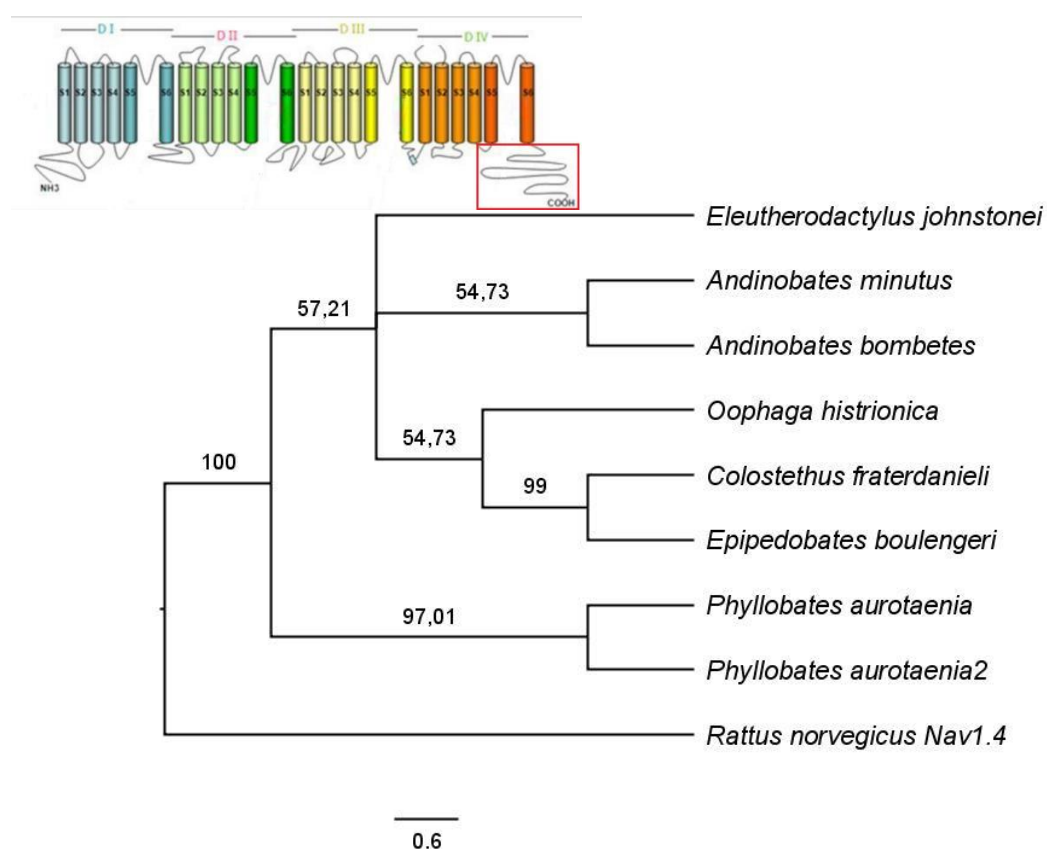 D I D II D III D IV
S1 S2 S3 S4 S5 S6 S1 S2 S3 S4 S5 S6 S1 S2 S3 S4 S5 S6 S1 S2 S3 S4 S5 S6
NH3
COOH
Eleutherodactylus johnstonei
54,73
Andinobates minutus
57,21
Andinobates bombetes
Oophaga histrionica
54,73
100
Colostethus fraterdanieli
99
Epipedobates boulengeri
Phyllobates aurotaenia
97,01
Phyllobates aurotaenia2
Rattus norvegicus Nav1.4
0.6